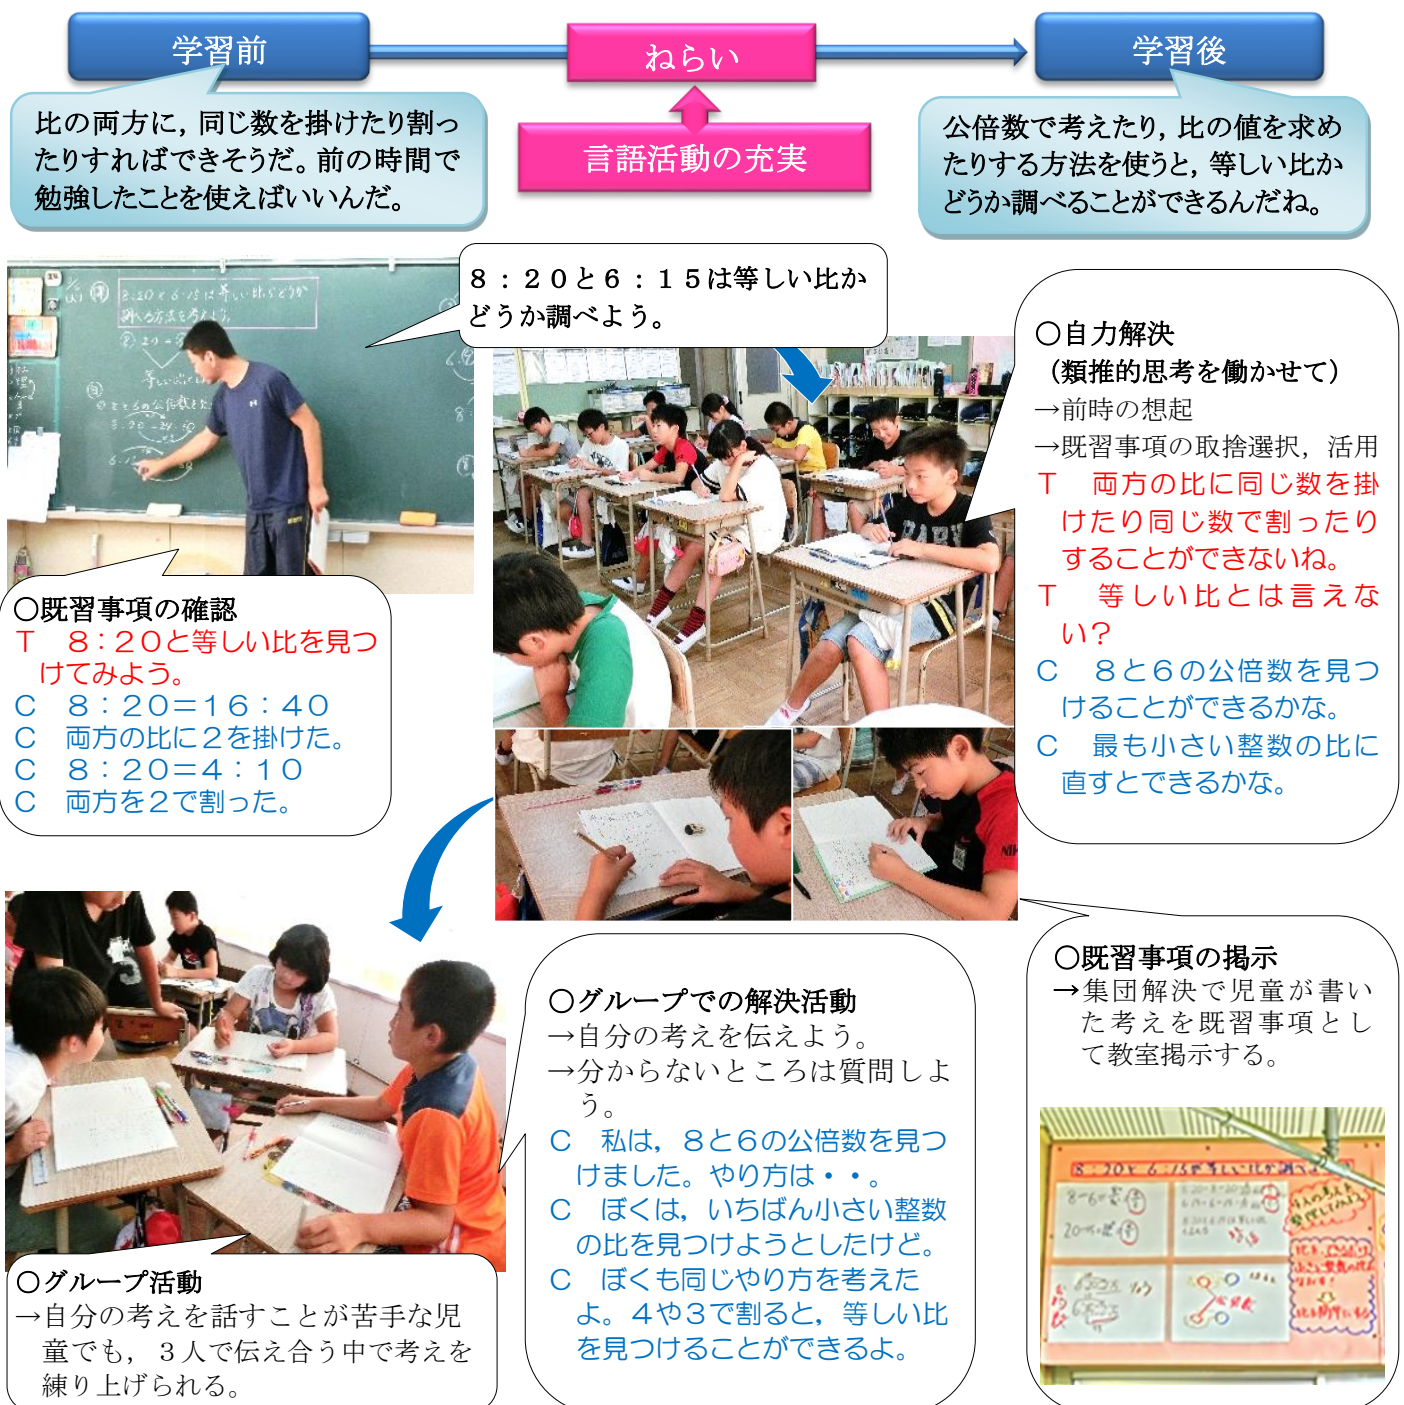 学習前
ねらい
学習後
言語活動の充実
比の両方に，同じ数を掛けたり割っ
たりすればできそうだ。前の時間で
勉強したことを使えばいいんだ。
公倍数で考えたり，比の値を求め
たりする方法を使うと，等しい比か
どうか調べることができるんだね。
８：２０と６：１５は等しい比か
どうか調べよう。
○既習事項の確認
Ｔ　８：２０と等しい比を見つ
けてみよう。
Ｃ　８：２０＝１６：４０
Ｃ　両方の比に２を掛けた。
Ｃ　８：２０＝４：１０
Ｃ　両方を２で割った。
○自力解決
（類推的思考を働かせて）
→前時の想起
→既習事項の取捨選択，活用
Ｔ　両方の比に同じ数を掛
けたり同じ数で割ったり
することができないね。
Ｔ　等しい比とは言えな
い？
Ｃ　８と６の公倍数を見つ
けることができるかな。
Ｃ　最も小さい整数の比に
直すとできるかな。
○グループでの解決活動
→自分の考えを伝えよう。
→分からないところは質問しよ
う。
Ｃ　私は，８と６の公倍数を見つ
けました。やり方は・・。
Ｃ　ぼくは，いちばん小さい整数
の比を見つけようとしたけど。
Ｃ　ぼくも同じやり方を考えた
よ。４や３で割ると，等しい比
を見つけることができるよ。
○既習事項の掲示
→集団解決で児童が書い
た考えを既習事項とし
て教室掲示する。
○グループ活動
→自分の考えを話すことが苦手な児
童でも，３人で伝え合う中で考えを
練り上げられる。